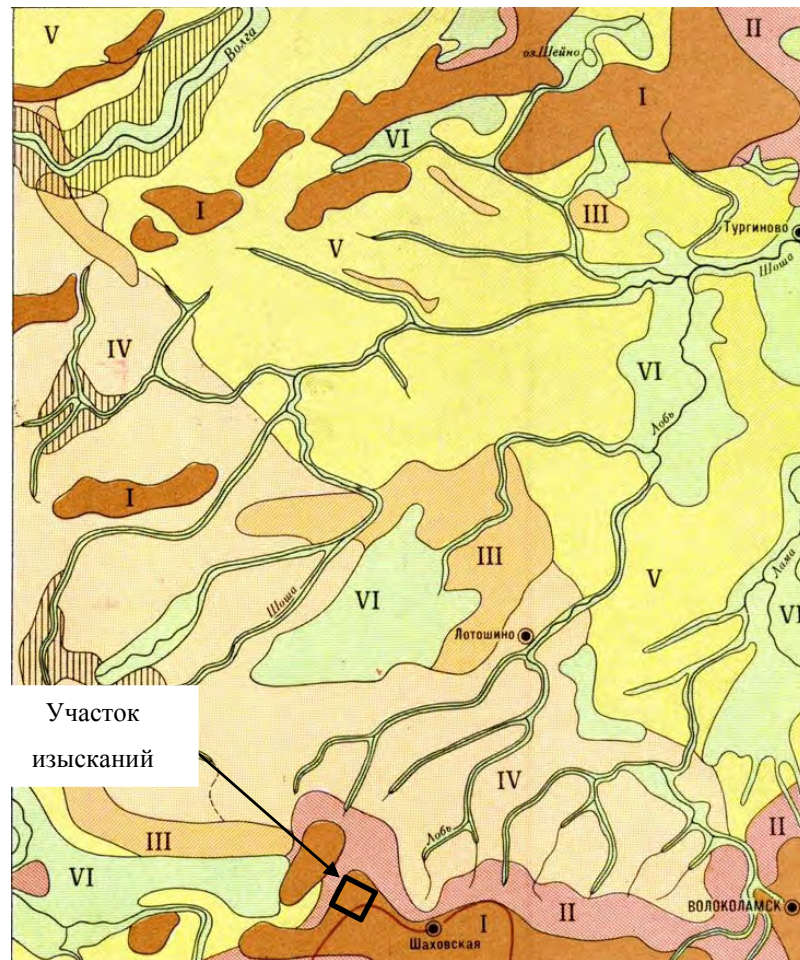 V
II
Волга
оз.Шейно
I
VI
I
III
V
Тургиново
Шоша
IV
VI
Лобь
I
III
V
Лама
VI
VI
Шоша
Лотошино
Участок
изысканий
IV
III
Лобь
II
VI
II
I
ВОЛОКОЛАМСК
Шаховская